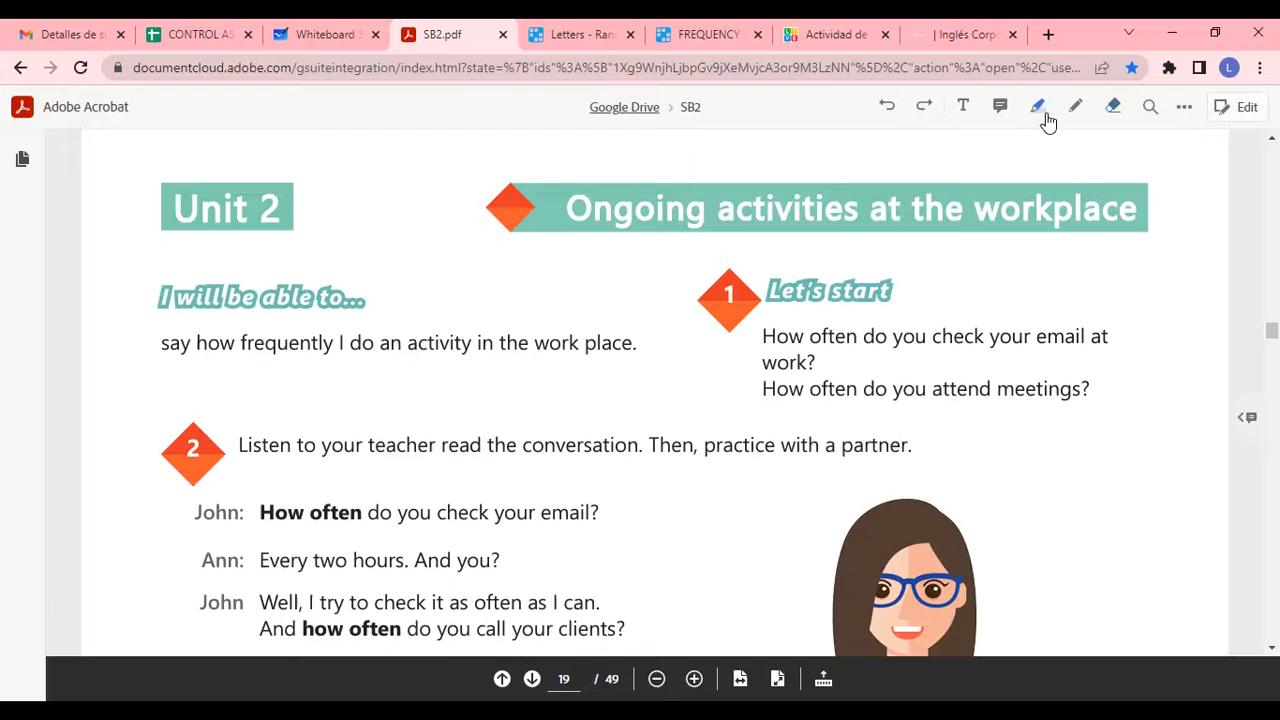 Detalles de su
CONTROL AS
Whiteboard S
SB2.pdf
Letters - Ran
FREQUENCY
Actividad de
| Inglés Corpo
documentcloud.adobe.com/gsuiteintegration/index.html?state=%7B"ids"%3A%5B"1Xg9WnjhLjbpGv9jXeMvjcA3or9M3LzNN"%5D%2C"action"%3A"open"%2C"use...
L
Adobe Acrobat
Google Drive > SB2
T
Edit
Unit 2
Ongoing activities at the workplace
I will be able to...
say how frequently I do an activity in the work place.
1
Let's start
How often do you check your email at
work?
How often do you attend meetings?
2
Listen to your teacher read the conversation. Then, practice with a partner.
John: How often do you check your email?
Ann: Every two hours. And you?
John Well, I try to check it as often as I can.
And how often do you call your clients?
19 / 49